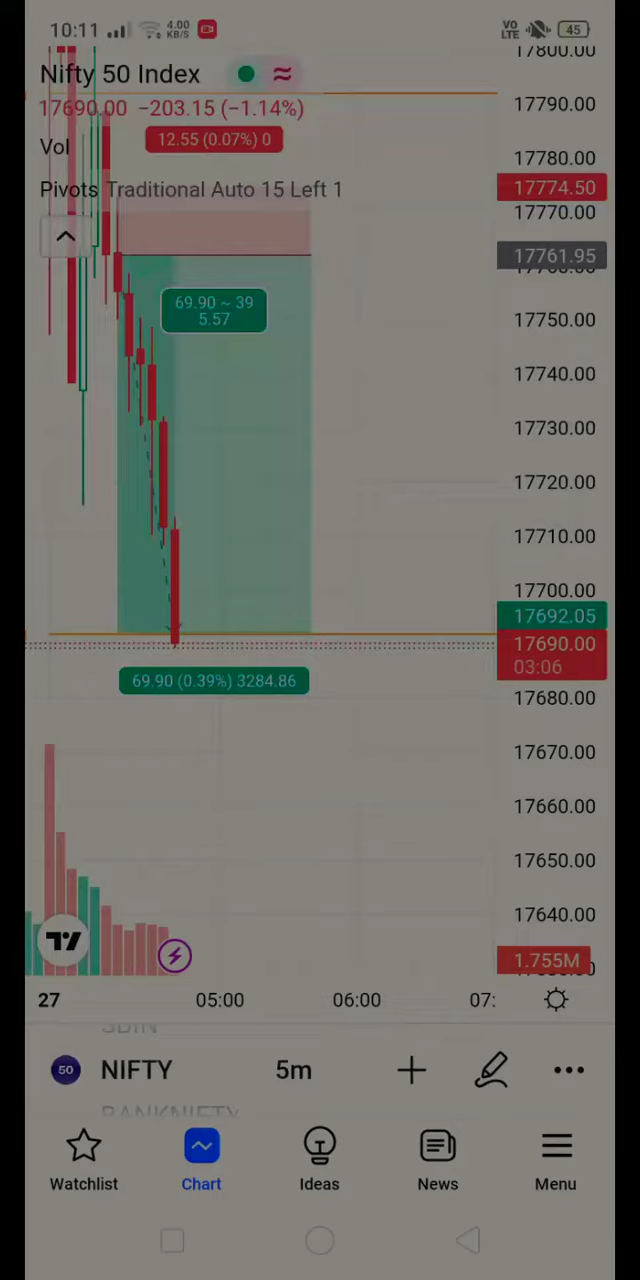 10:11
4.00
KB/S
VO
LTE
45
17800.00
Nifty 50 Index
17690.00 −203.15 (−1.14%)
12.55 (0.07%) 0
Vol
Pivots Traditional Auto 15 Left 1
17790.00
17780.00
17774.50
17770.00
17761.95
17760.00
17750.00
17740.00
17730.00
17720.00
17710.00
17700.00
17692.05
17690.00
03:06
17680.00
17670.00
17660.00
17650.00
17640.00
1.755M
69.90 ~ 39
5.57
69.90 (0.39%) 3284.86
27 05:00 06:00 07:
SBIN
50 NIFTY 5m
BANKNIFTY
Watchlist Chart Ideas News Menu